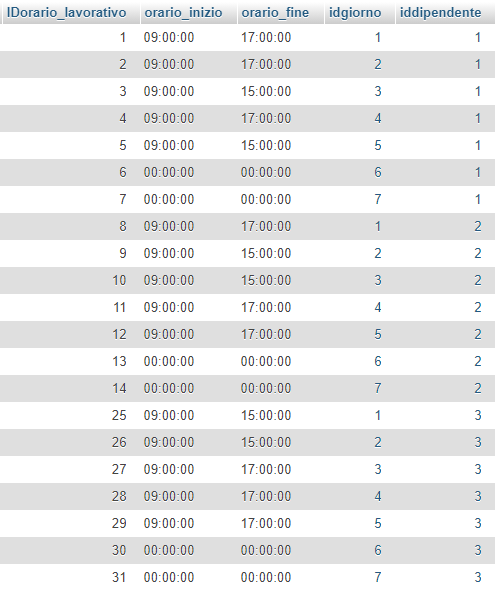 IDorario_lavorativo orario_inizio orario_fine idgiorno iddipendente
1 09:00:00 17:00:00 1 1
2 09:00:00 17:00:00 2 1
3 09:00:00 15:00:00 3 1
4 09:00:00 17:00:00 4 1
5 09:00:00 15:00:00 5 1
6 00:00:00 00:00:00 6 1
7 00:00:00 00:00:00 7 1
8 09:00:00 17:00:00 1 2
9 09:00:00 15:00:00 2 2
10 09:00:00 15:00:00 3 2
11 09:00:00 17:00:00 4 2
12 09:00:00 17:00:00 5 2
13 00:00:00 00:00:00 6 2
14 00:00:00 00:00:00 7 2
25 09:00:00 15:00:00 1 3
26 09:00:00 15:00:00 2 3
27 09:00:00 17:00:00 3 3
28 09:00:00 17:00:00 4 3
29 09:00:00 17:00:00 5 3
30 00:00:00 00:00:00 6 3
31 00:00:00 00:00:00 7 3